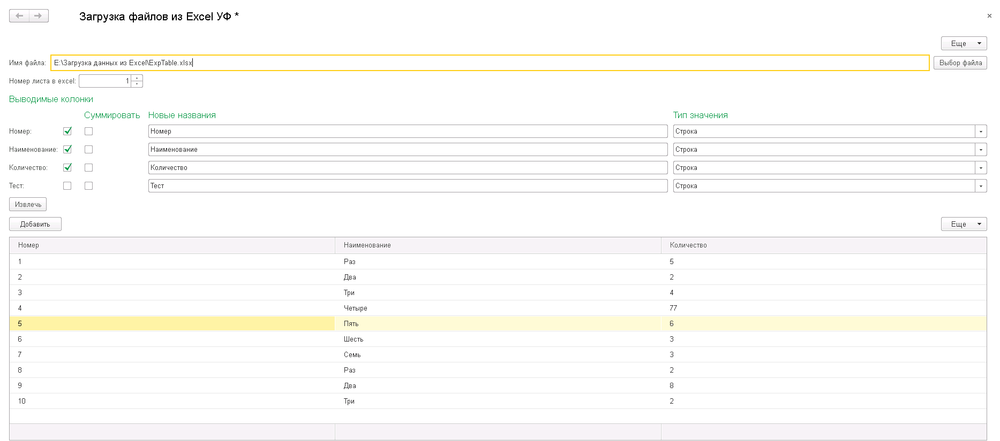 Загрузка файлов из Excel УФ *
×
Еще
Имя файла: E:\Загрузка данных из Excel\ExpTable.xlsx Выбор файла
Номер листа в excel: 1
Выводимые колонки
Суммировать Новые названия Тип значения
Номер: Номер Строка
Наименование: Наименование Строка
Количество: Количество Строка
Тест: Тест Строка
Извлечь
Добавить Еще
Номер Наименование Количество
1 Раз 5
2 Два 2
3 Три 4
4 Четыре 77
5 Пять 6
6 Шесть 3
7 Семь 3
8 Раз 2
9 Два 8
10 Три 2